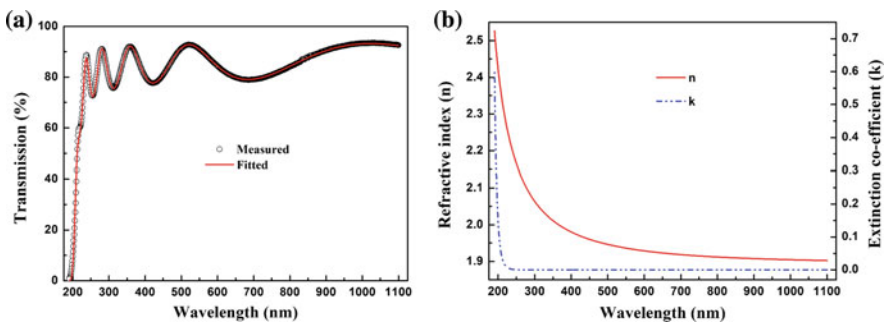 (a)
Transmission (%)
100
80
60
40
20
0
Measured
Fitted
200 300 400 500 600 700 800 900 1000 1100
Wavelength (nm)
(b)
Refractive index (n)
2.5
2.4
2.3
2.2
2.1
2.0
1.9
n
k
0.7
0.6
0.5
0.4
0.3
0.2
0.1
0.0
Extinction co-efficient (k)
200 300 400 500 600 700 800 900 1000 1100
Wavelength (nm)